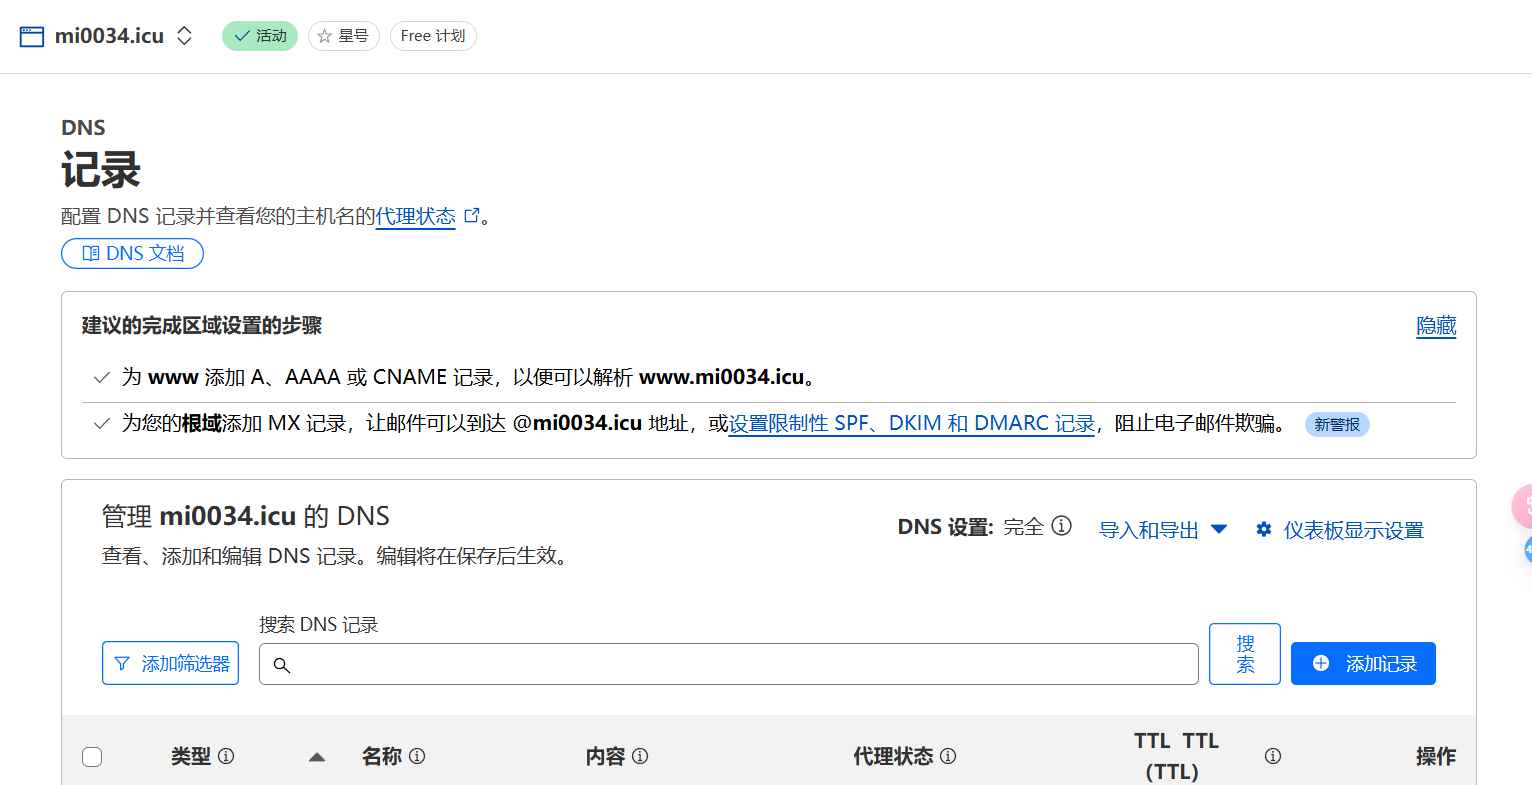 mi0034.icu 活动 星号 Free 计划
DNS
记录
配置 DNS 记录并查看您的主机名的代理状态。
DNS 文档
建议的完成区域设置的步骤 隐藏
为 www 添加 A、AAAA 或 CNAME 记录，以便可以解析 www.mi0034.icu。
为您的根域添加 MX 记录，让邮件可以到达 @mi0034.icu 地址，或设置限制性 SPF、DKIM 和 DMARC 记录，阻止电子邮件欺骗。 新警报
管理 mi0034.icu 的 DNS
DNS 设置: 完全 导入和导出 仪表板显示设置
查看、添加和编辑 DNS 记录。编辑将在保存后生效。
搜索 DNS 记录
添加筛选器 搜索 添加记录
类型 名称 内容 代理状态 TTL TTL (TTL) 操作